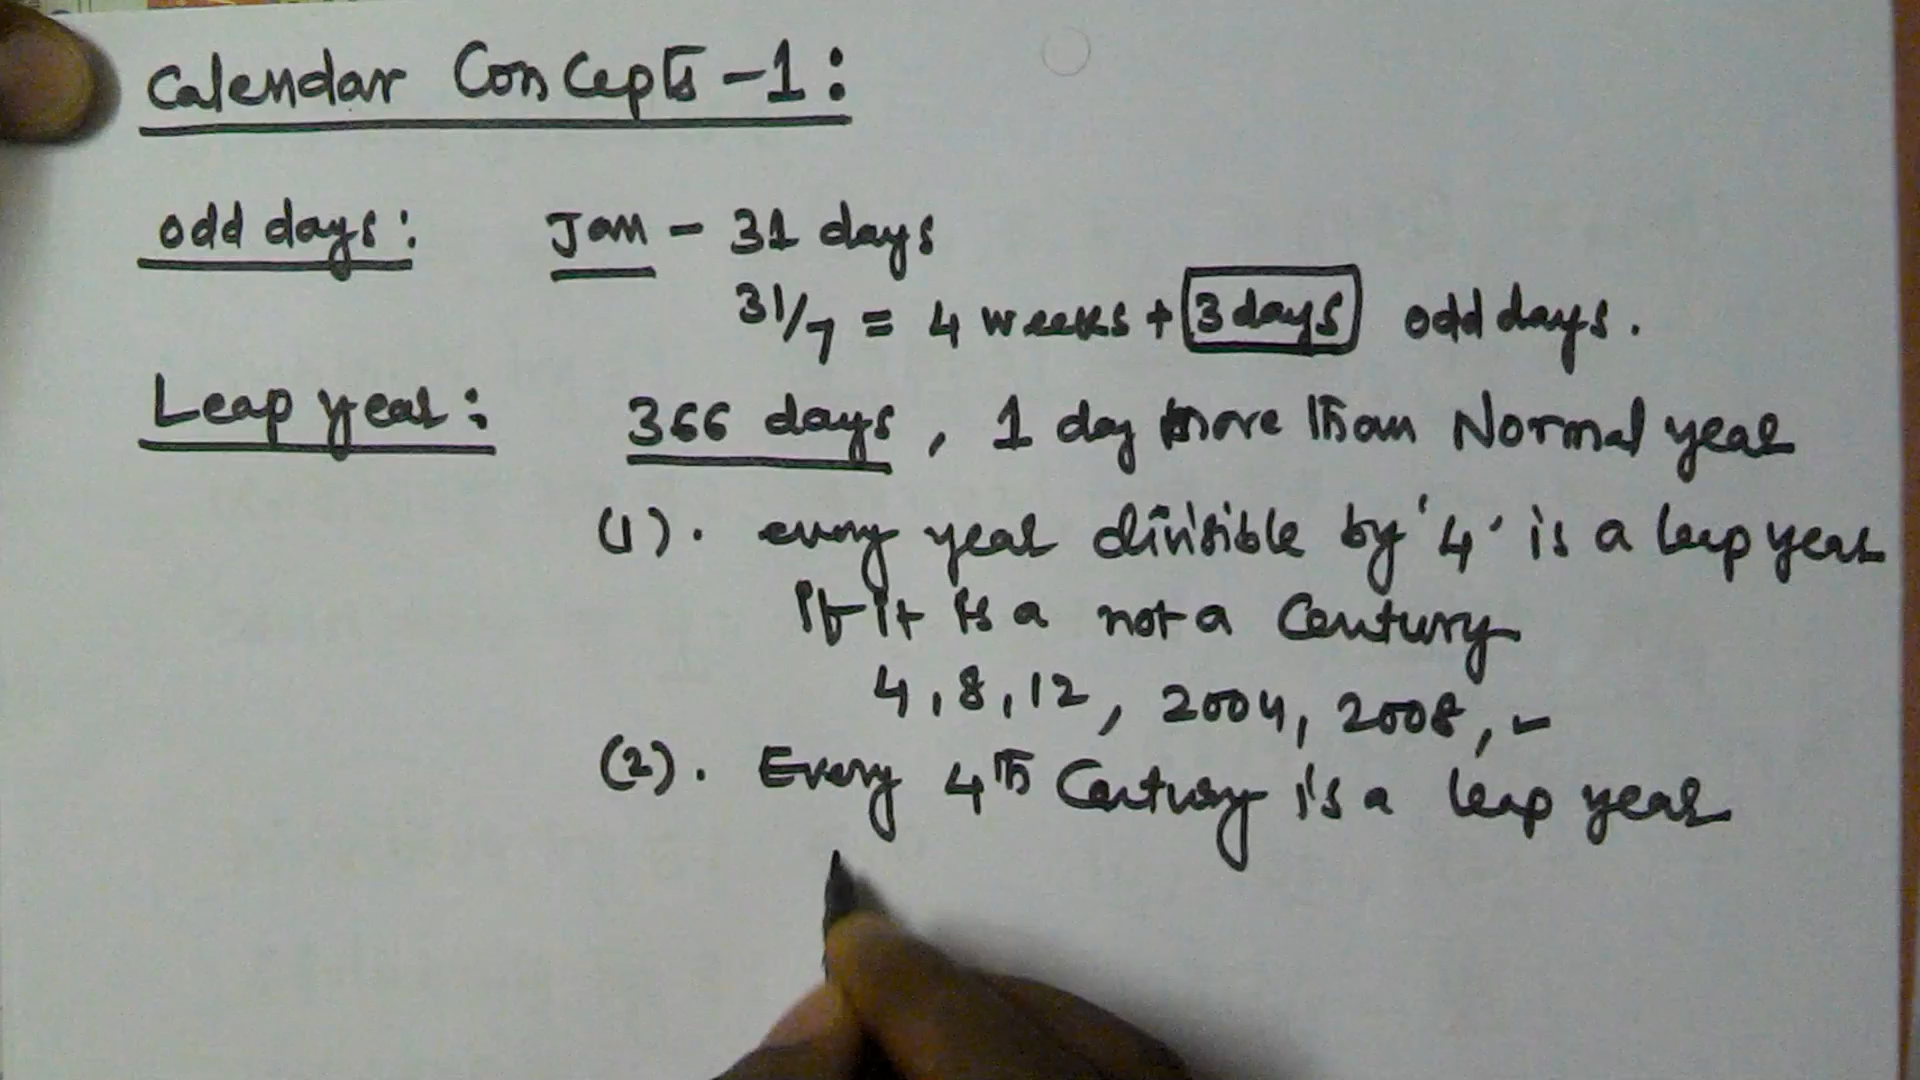 Calendar Concepts -1:
odd days: Jan - 31 days
31/7 = 4 weeks + 3 days odd days.
Leap year: 366 days, 1 day more than Normal year
(1). every year divisible by '4' is a leap year
If it is a not a Century
4, 8, 12, 2004, 2008, -
(2). Every 4th Century is a leap year